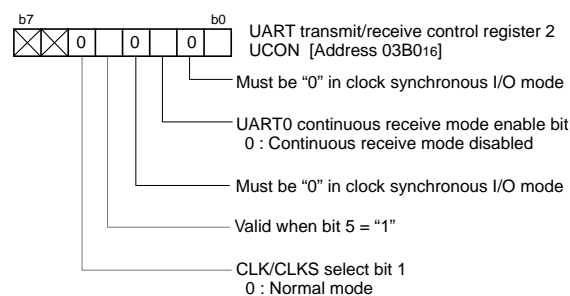 b7 b0
0 0 0
UART transmit/receive control register 2
UCON [Address 03B016]
Must be “0” in clock synchronous I/O mode
UART0 continuous receive mode enable bit
0 : Continuous receive mode disabled
Must be “0” in clock synchronous I/O mode
Valid when bit 5 = “1”
CLK/CLKS select bit 1
0 : Normal mode